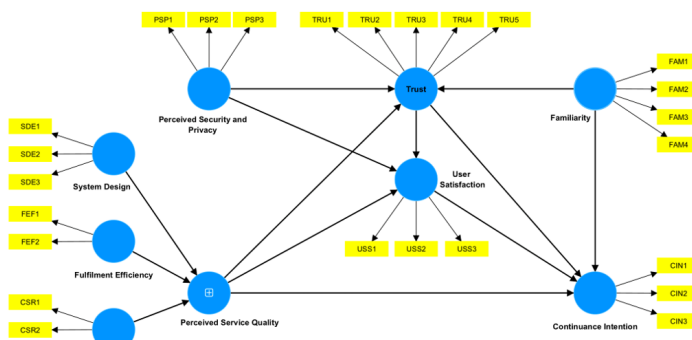 PSP1 PSP2 PSP3 TRU1 TRU2 TRU3 TRU4 TRU5
FAM1
FAM2
FAM3
FAM4
Trust
Perceived Security and
Privacy
Familiarity
SDE1
SDE2
SDE3
System Design
User
Satisfaction
FEF1
FEF2
USS1 USS2 USS3
Fulfilment Efficiency
CIN1
CIN2
CIN3
CSR1
CSR2
Perceived Service Quality
Continuance Intention